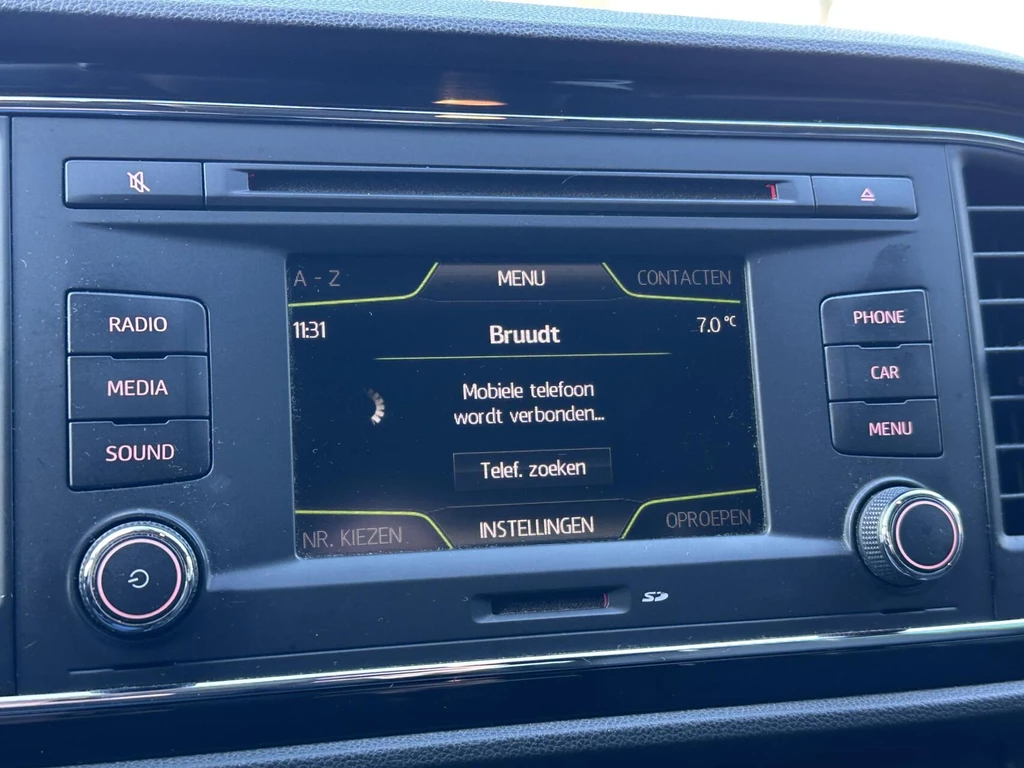 A - Z
MENU
CONTACTEN
RADIO
11:31
Bruudt
7.0 °C
PHONE
MEDIA
Mobiele telefoon
wordt verbonden...
CAR
SOUND
Telef. zoeken
MENU
NR. KIEZEN
INSTELLINGEN
OPROEPEN
SD